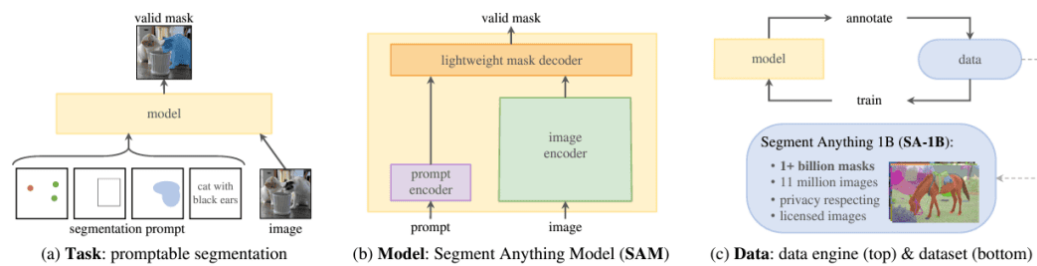 valid mask
model
cat with
black ears
segmentation prompt
image
(a) Task: promptable segmentation
valid mask
lightweight mask decoder
image
encoder
prompt
encoder
prompt
image
(b) Model: Segment Anything Model (SAM)
annotate
model
data
train
Segment Anything 1B (SA-1B):
• 1+ billion masks
• 11 million images
• privacy respecting
• licensed images
(c) Data: data engine (top) & dataset (bottom)